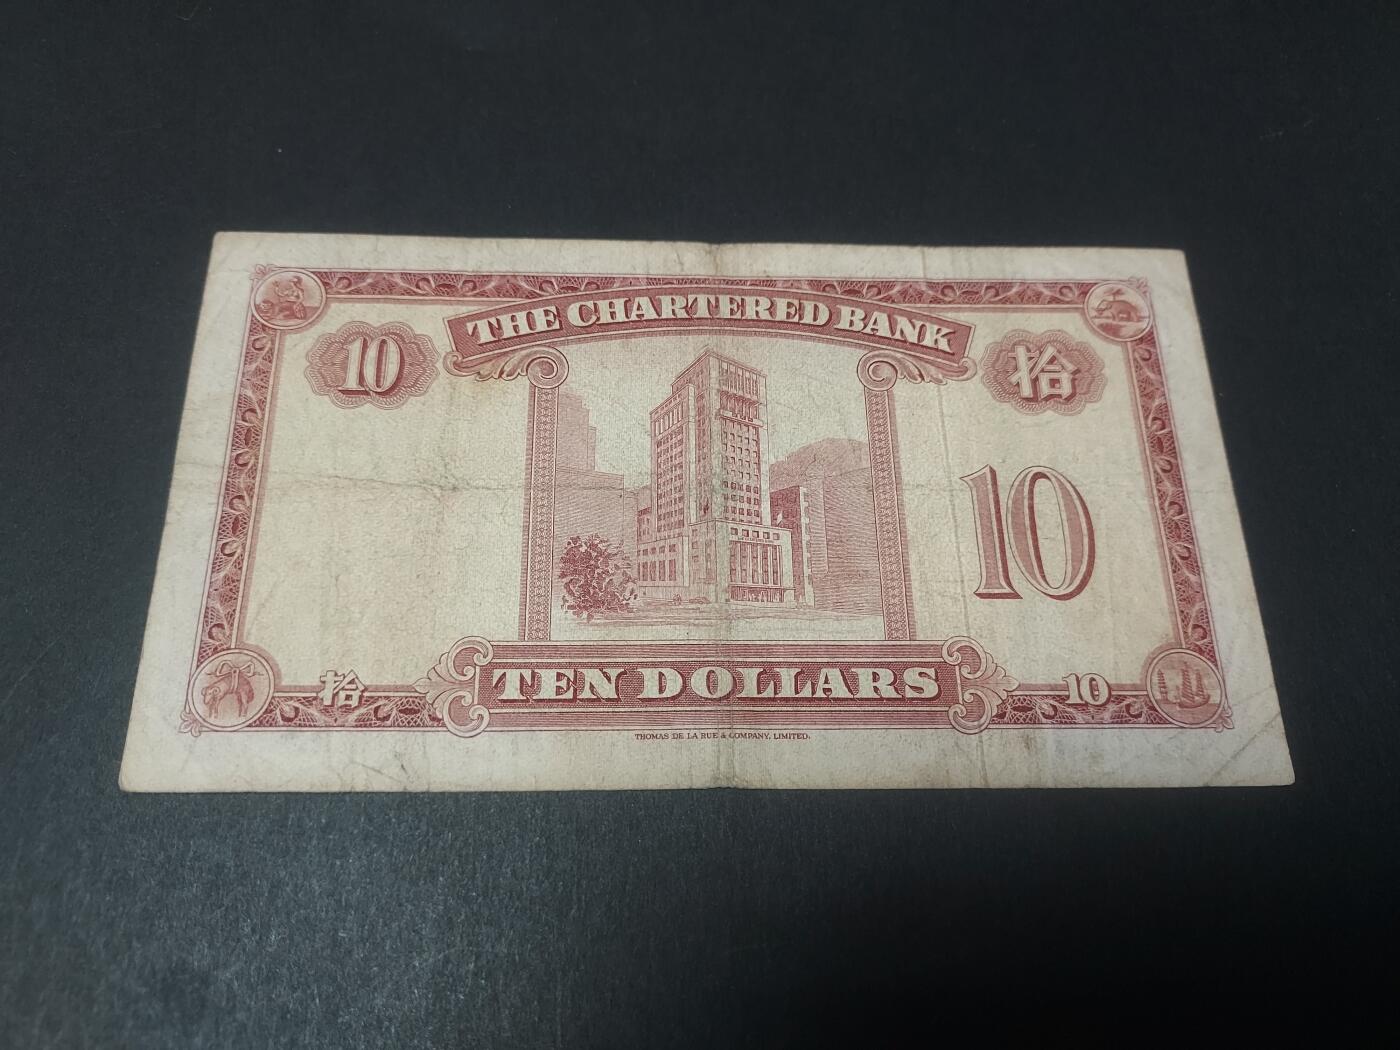 THE CHARTERED BANK
10
拾
10
TEN DOLLARS
拾
10
THOMAS DE LA RUE & COMPANY, LIMITED.